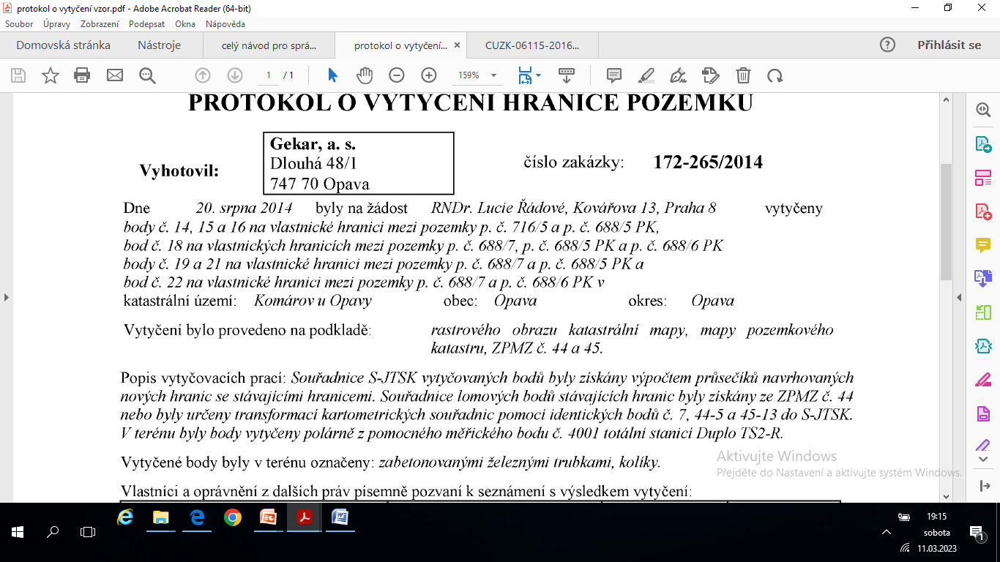 protokol o vytyčení vzor.pdf - Adobe Acrobat Reader (64-bit)
Soubor Úpravy Zobrazení Podepsat Okna Nápověda
Domovská stránka Nástroje celý návod pro sprá... protokol o vytyčení... × CUZK-06115-2016... Přihlásit se
1 / 1 159%
PROTOKOL O VYTYČENÍ HRANICE POZEMKU
Gekar, a. s.
Dlouhá 48/1
747 70 Opava
Vyhotovil:
číslo zakázky: 172-265/2014
Dne 20. srpna 2014 byly na žádost RNDr. Lucie Řádové, Kovářova 13, Praha 8 vytyčeny
body č. 14, 15 a 16 na vlastnické hranici mezi pozemky p. č. 716/5 a p. č. 688/5 PK,
bod č. 18 na vlastnických hranicích mezi pozemky p. č. 688/7, p. č. 688/5 PK a p. č. 688/6 PK
body č. 19 a 21 na vlastnické hranici mezi pozemky p. č. 688/7 a p. č. 688/5 PK a
bod č. 22 na vlastnické hranici mezi pozemky p. č. 688/7 a p. č. 688/6 PK v
katastrální území: Komárov u Opavy obec: Opava okres: Opava
Vytyčení bylo provedeno na podkladě: rastrového obrazu katastrální mapy, mapy pozemkového
katastru, ZPMZ č. 44 a 45.
Popis vytyčovacích prací: Souřadnice S-JTSK vytyčovaných bodů byly získány výpočtem průsečíků navrhovaných
nových hranic se stávajícími hranicemi. Souřadnice lomových bodů stávajících hranic byly získány ze ZPMZ č. 44
nebo byly určeny transformací kartometrických souřadnic pomocí identických bodů č. 7, 44-5 a 45-13 do S-JTSK.
V terénu byly body vytyčeny polárně z pomocného měřického bodu č. 4001 totální stanicí Duplo TS2-R.
Vytyčené body byly v terénu označeny: zabetonovanými železnými trubkami, kolíky.
Vlastníci a oprávnění z dalších práv písemně pozvaní k seznámení s výsledkem vytyčení:
Aktivujte Windows
Přejděte do Nastavení a aktivujte systém Windows.
19:15
sobota
11.03.2023
1